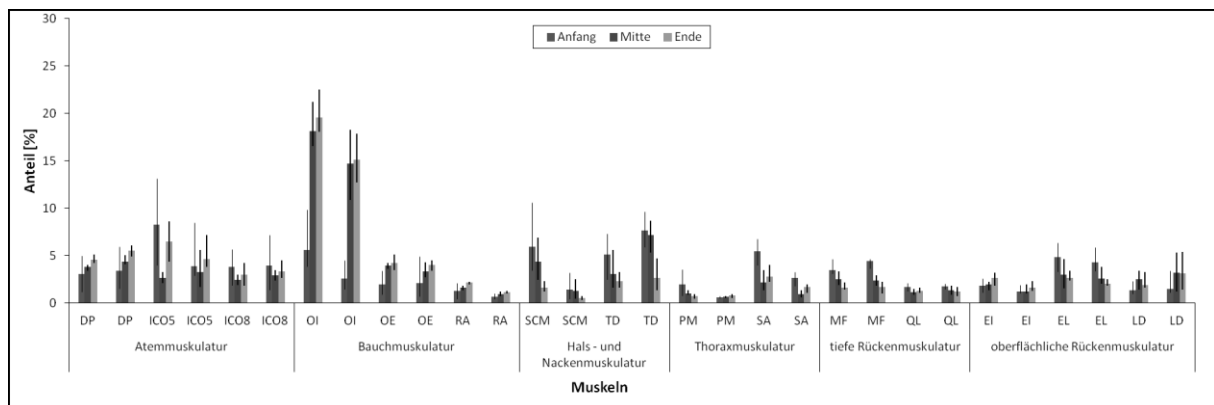 30
25
20
15
10
5
0
Anteil [%]
Anfang Mitte Ende
DP DP ICO5 ICO5 ICO8 ICO8 OI OI OE OE RA RA SCM SCM TD TD PM PM SA SA MF MF QL QL EI EI EL EL LD LD
Atemmuskulatur Bauchmuskulatur Hals - und Thoraxmuskulatur tiefe Rückenmuskulatur oberflächliche Rückenmuskulatur
Nackenmuskulatur
Muskeln